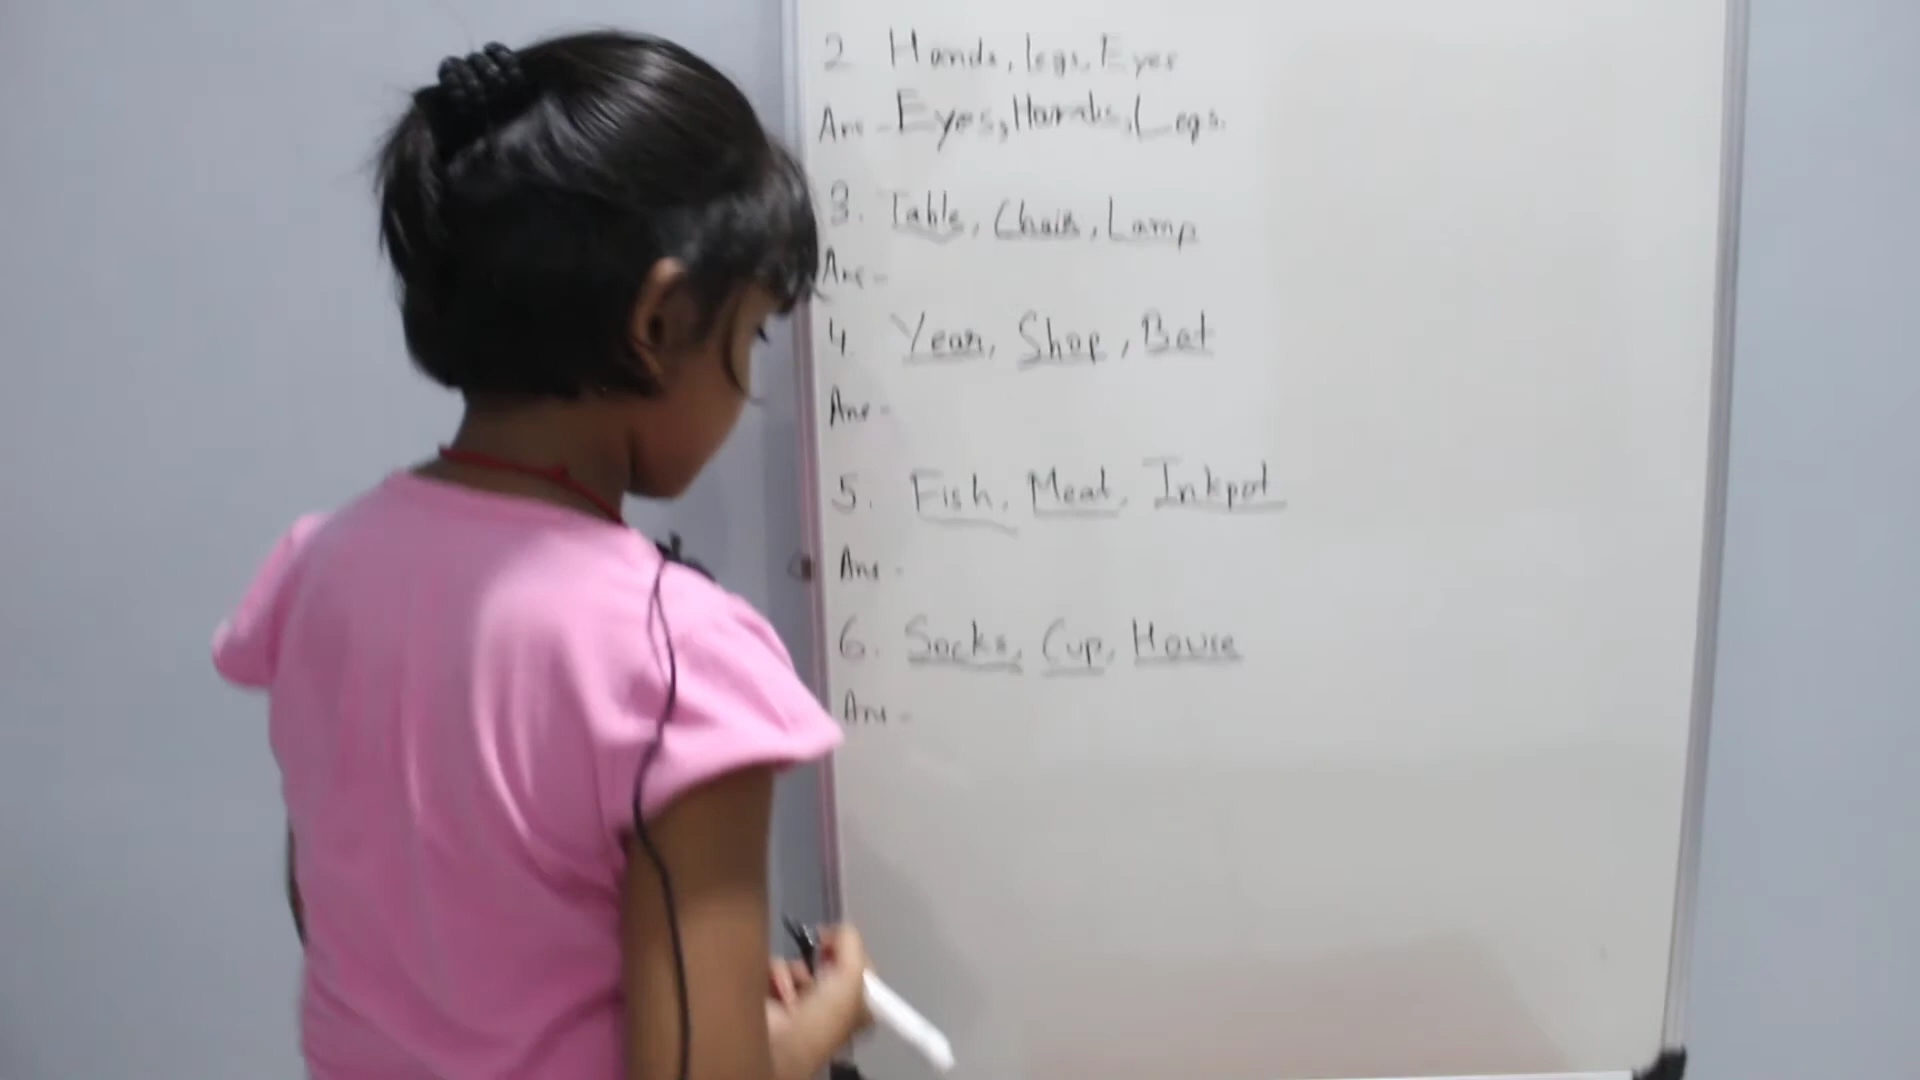 2 Hands, legs, Eyes
Ans - Eyes, Hands, Legs.
3. Table, Chair, Lamp
Ans -
4. Year, Shop, Bat
Ans -
5. Fish, Meat, Inkpot
Ans -
6. Socks, Cup, House
Ans -